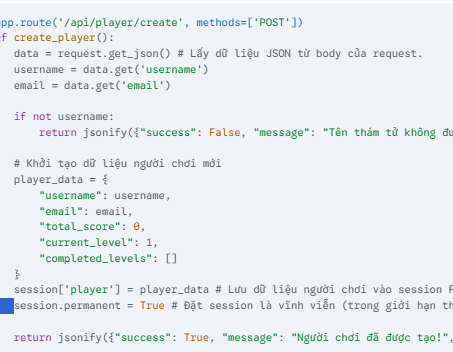 app.route('/api/player/create', methods=['POST'])
ef create_player():
data = request.get_json() # Lấy dữ liệu JSON từ body của request.
username = data.get('username')
email = data.get('email')
if not username:
return jsonify({"success": False, "message": "Tên thám tử không đư
# Khởi tạo dữ liệu người chơi mới
player_data = {
"username": username,
"email": email,
"total_score": 0,
"current_level": 1,
"completed_levels": []
}
session['player'] = player_data # Lưu dữ liệu người chơi vào session F
session.permanent = True # Đặt session là vĩnh viễn (trong giới hạn th
return jsonify({"success": True, "message": "Người chơi đã được tạo!",